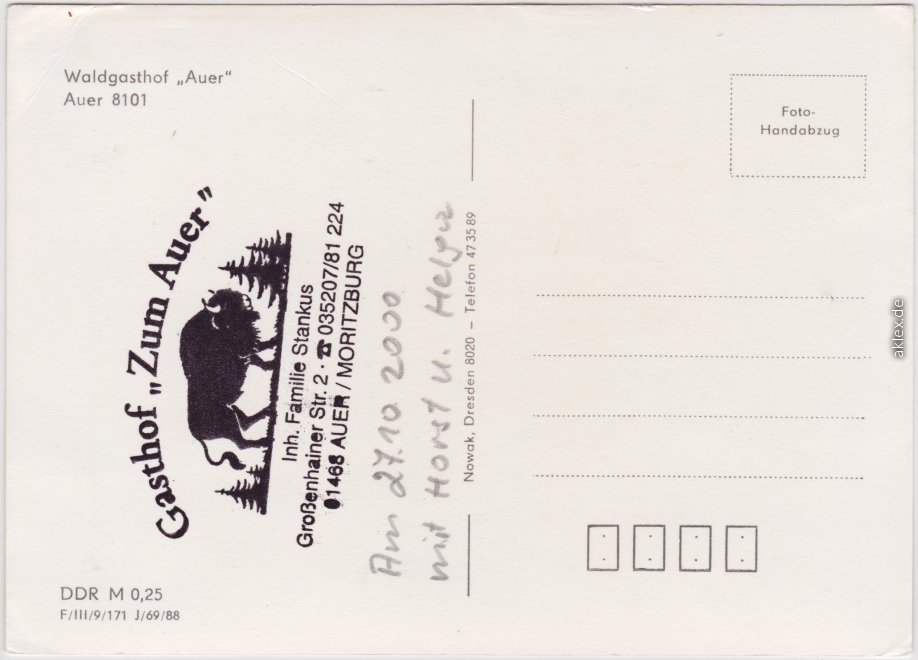 Waldgasthof „Auer“
Auer 8101
Foto-
Handabzug
Gasthof „Zum Auer”
Inh. Familie Stankus
Großenhainer Str. 2 · ☎ 035207/81 224
01468 AUER / MORITZBURG
Am 27.10 2000
mit Horst u. Helga
Nowak, Dresden 8020 – Telefon 47 35 89
DDR M 0,25
F/III/9/171 J/69/88
aklex.de